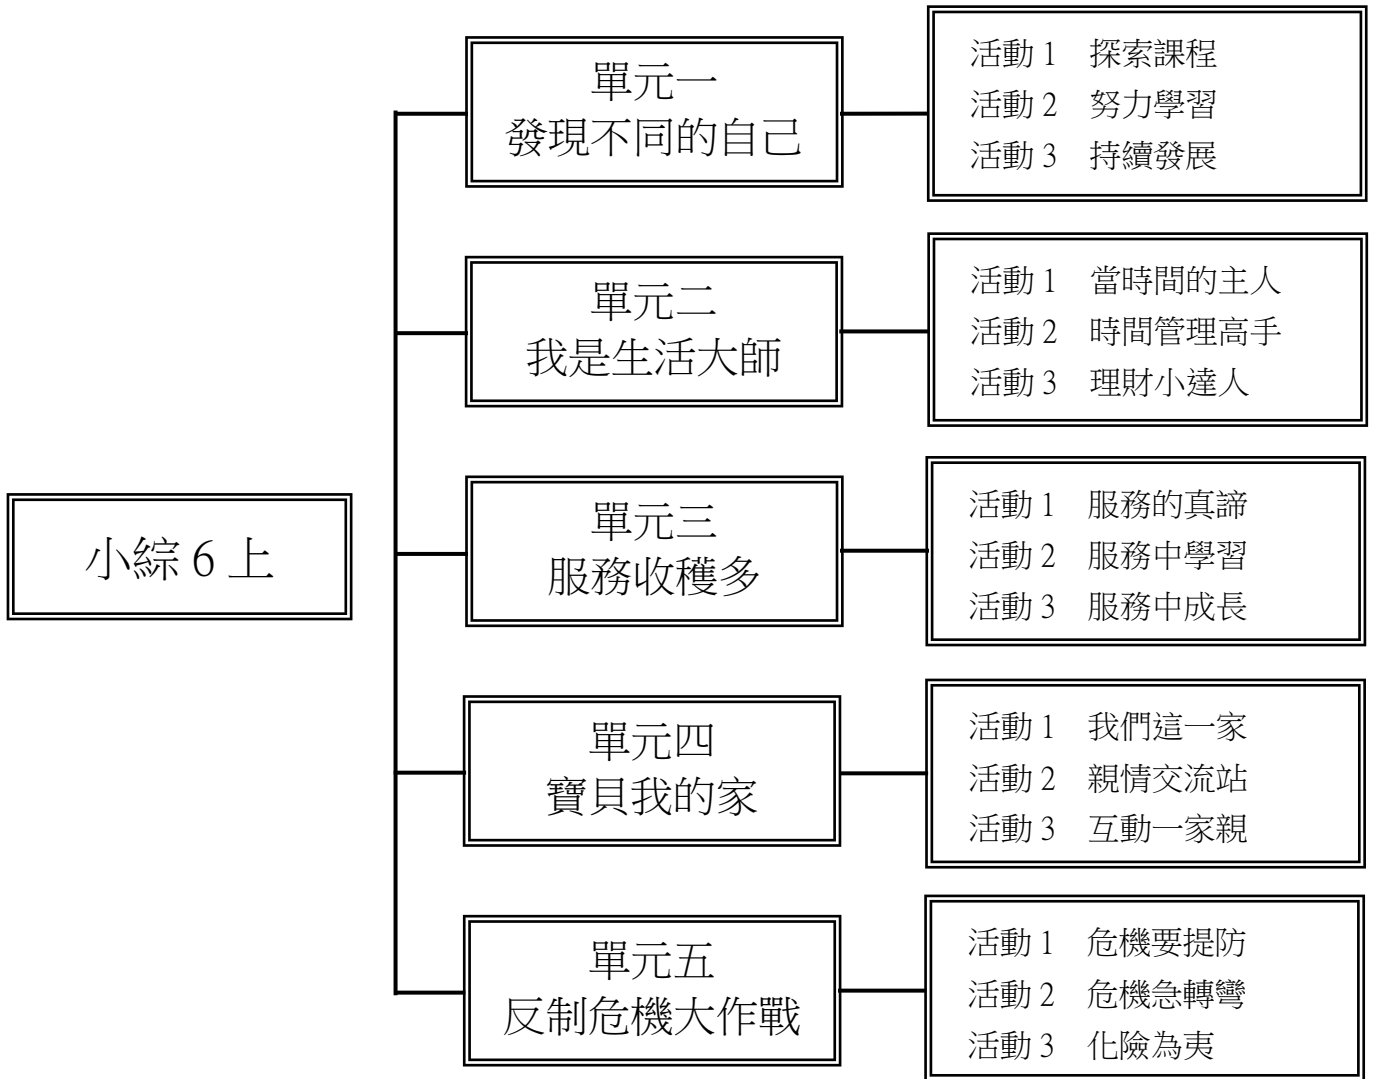 小綜 6 上
單元一
發現不同的自己
活動 1 探索課程
活動 2 努力學習
活動 3 持續發展
單元二
我是生活大師
活動 1 當時間的主人
活動 2 時間管理高手
活動 3 理財小達人
單元三
服務收穫多
活動 1 服務的真諦
活動 2 服務中學習
活動 3 服務中成長
單元四
寶貝我的家
活動 1 我們這一家
活動 2 親情交流站
活動 3 互動一家親
單元五
反制危機大作戰
活動 1 危機要提防
活動 2 危機急轉彎
活動 3 化險為夷